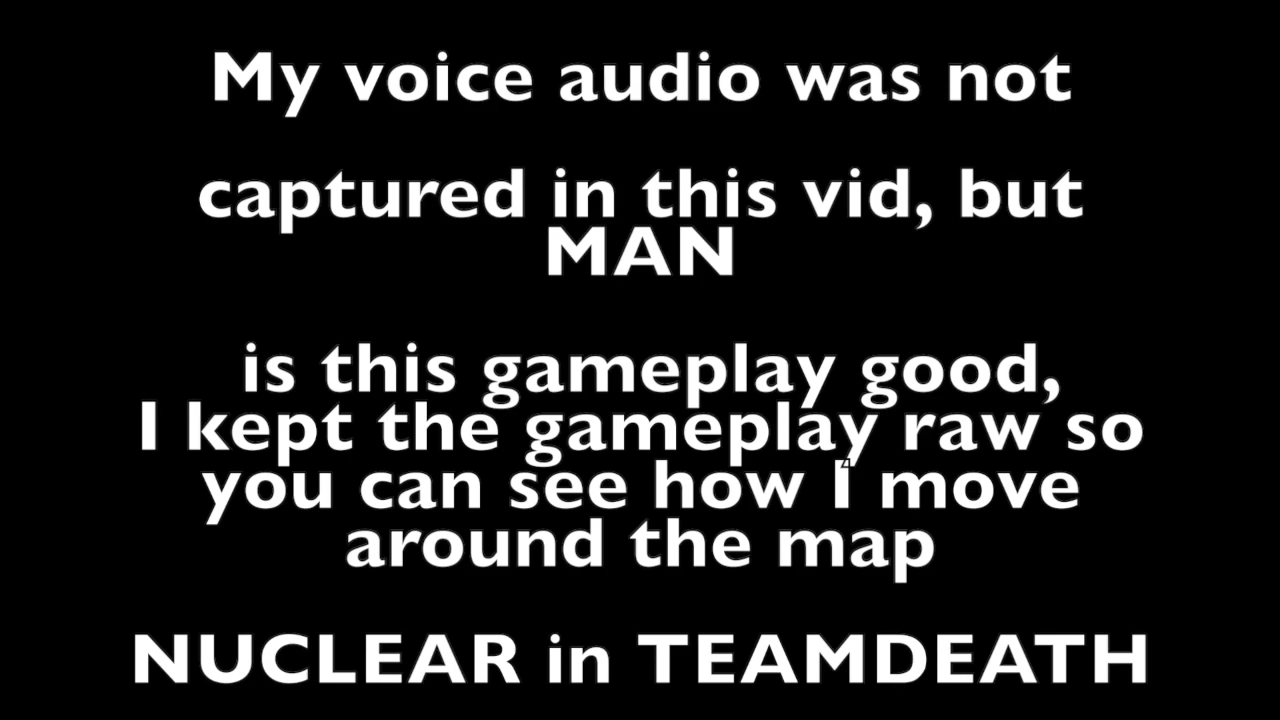 My voice audio was not
captured in this vid, but
MAN
is this gameplay good,
I kept the gameplay raw so
you can see how I move
around the map
NUCLEAR in TEAMDEATH